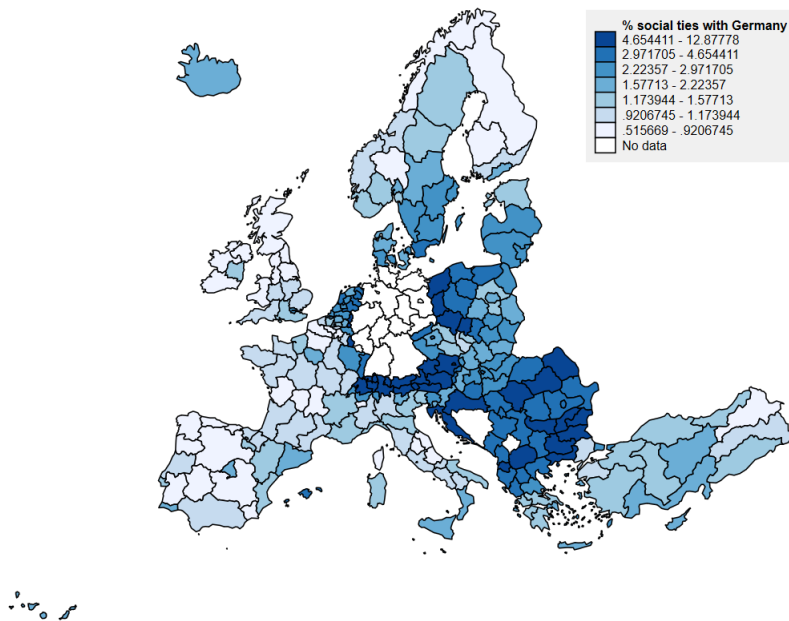 % social ties with Germany
4.654411 - 12.87778
2.971705 - 4.654411
2.22357 - 2.971705
1.57713 - 2.22357
1.173944 - 1.57713
.9206745 - 1.173944
.515669 - .9206745
No data